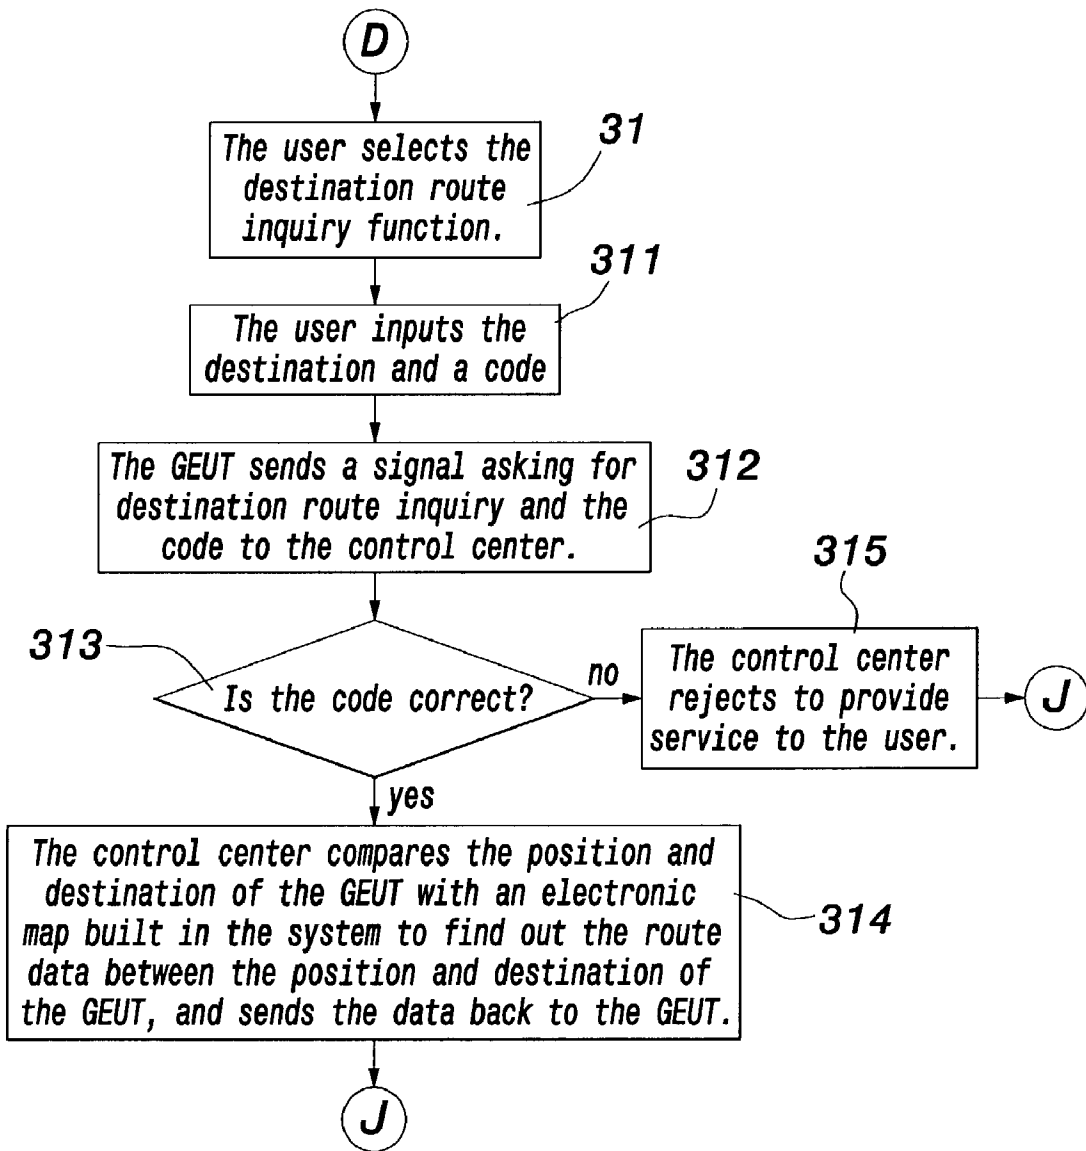 D
The user selects the
destination route
inquiry function.
31
The user inputs the
destination and a code
311
The GEUT sends a signal asking for
destination route inquiry and the
code to the control center.
312
Is the code correct?
313
no
The control center
rejects to provide
service to the user.
315
J
yes
The control center compares the position and
destination of the GEUT with an electronic
map built in the system to find out the route
data between the position and destination of
the GEUT, and sends the data back to the GEUT.
314
J